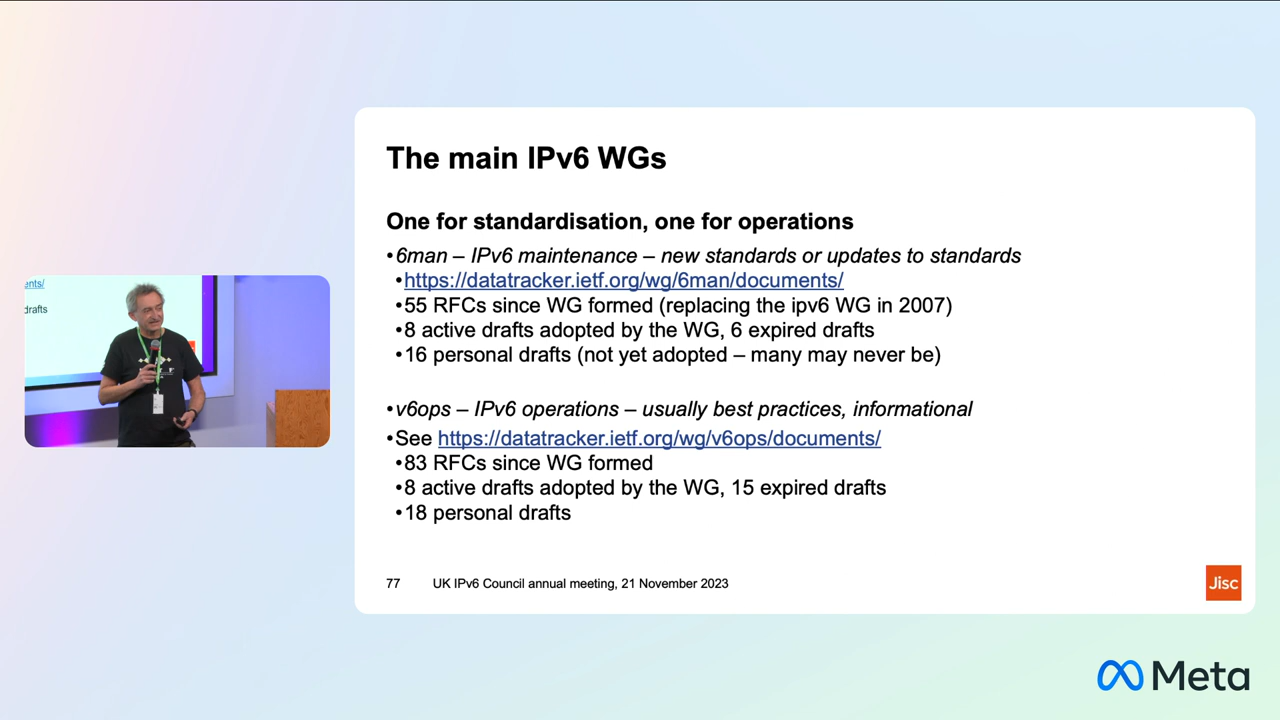 The main IPv6 WGs
One for standardisation, one for operations
•6man – IPv6 maintenance – new standards or updates to standards
•https://datatracker.ietf.org/wg/6man/documents/
•55 RFCs since WG formed (replacing the ipv6 WG in 2007)
•8 active drafts adopted by the WG, 6 expired drafts
•16 personal drafts (not yet adopted – many may never be)
•v6ops – IPv6 operations – usually best practices, informational
•See https://datatracker.ietf.org/wg/v6ops/documents/
•83 RFCs since WG formed
•8 active drafts adopted by the WG, 15 expired drafts
•18 personal drafts
77 UK IPv6 Council annual meeting, 21 November 2023
Jisc
ents/
drafts
Meta